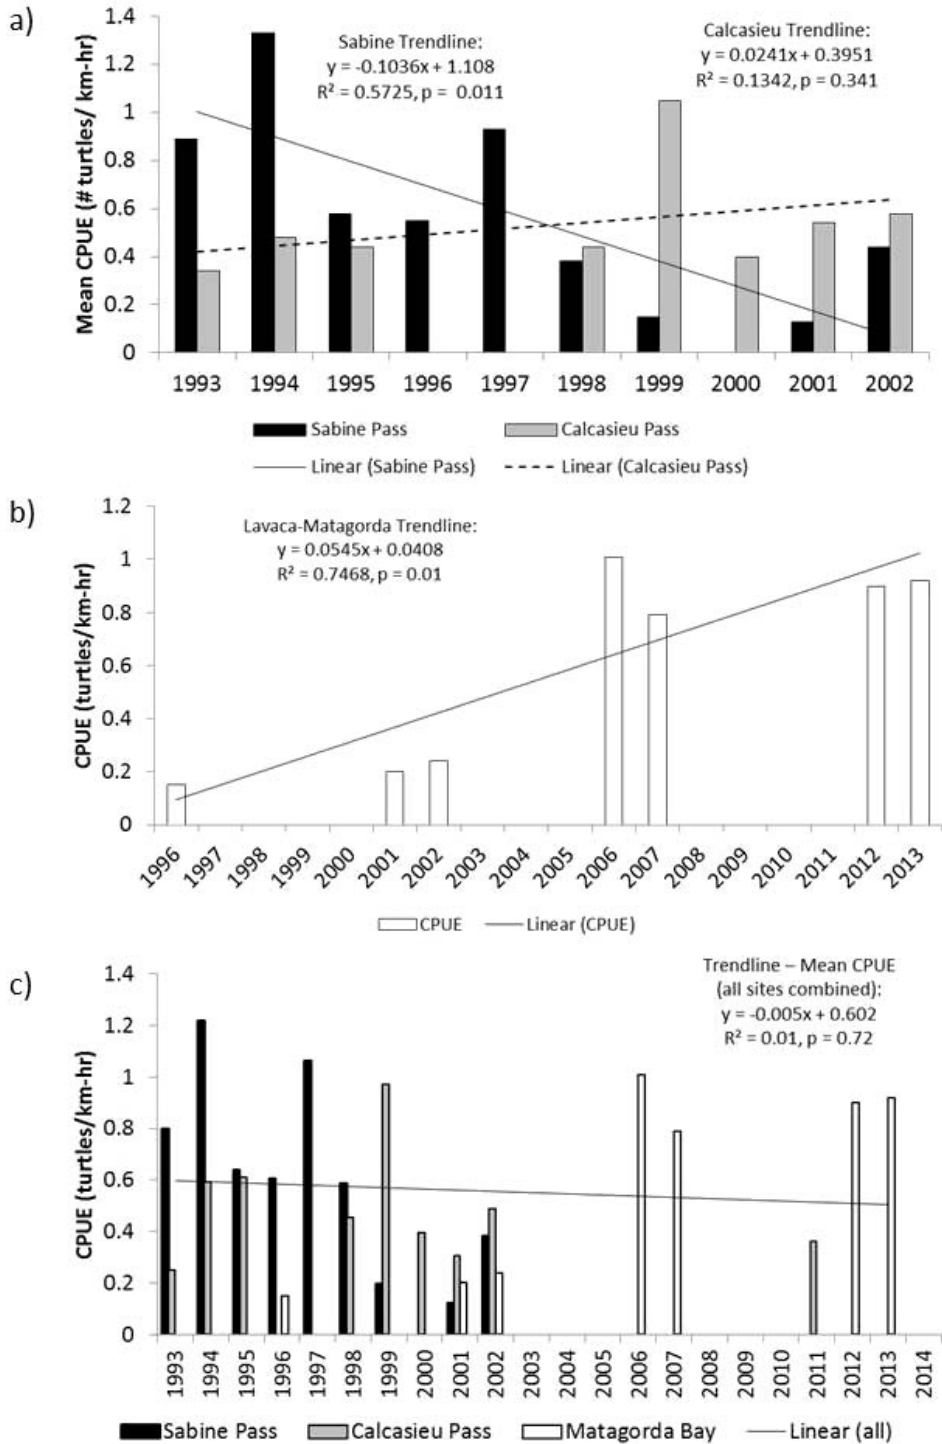 a)
1.4
1.2
1
0.8
0.6
0.4
0.2
0
Mean CPUE (# turtles/ km-hr)
Sabine Trendline:
y = -0.1036x + 1.108
R² = 0.5725, p = 0.011
Calcasieu Trendline:
y = 0.0241x + 0.3951
R² = 0.1342, p = 0.341
1993 1994 1995 1996 1997 1998 1999 2000 2001 2002
Sabine Pass Calcasieu Pass
Linear (Sabine Pass) Linear (Calcasieu Pass)
b)
1.2
1
0.8
0.6
0.4
0.2
0
CPUE (turtles/km-hr)
Lavaca-Matagorda Trendline:
y = 0.0545x + 0.0408
R² = 0.7468, p = 0.01
1996 1997 1998 1999 2000 2001 2002 2003 2004 2005 2006 2007 2008 2009 2010 2011 2012 2013
CPUE Linear (CPUE)
c)
1.4
1.2
1
0.8
0.6
0.4
0.2
0
CPUE (turtles/km-hr)
Trendline – Mean CPUE
(all sites combined):
y = -0.005x + 0.602
R² = 0.01, p = 0.72
1993 1994 1995 1996 1997 1998 1999 2000 2001 2002 2003 2004 2005 2006 2007 2008 2009 2010 2011 2012 2013 2014
Sabine Pass Calcasieu Pass Matagorda Bay Linear (all)